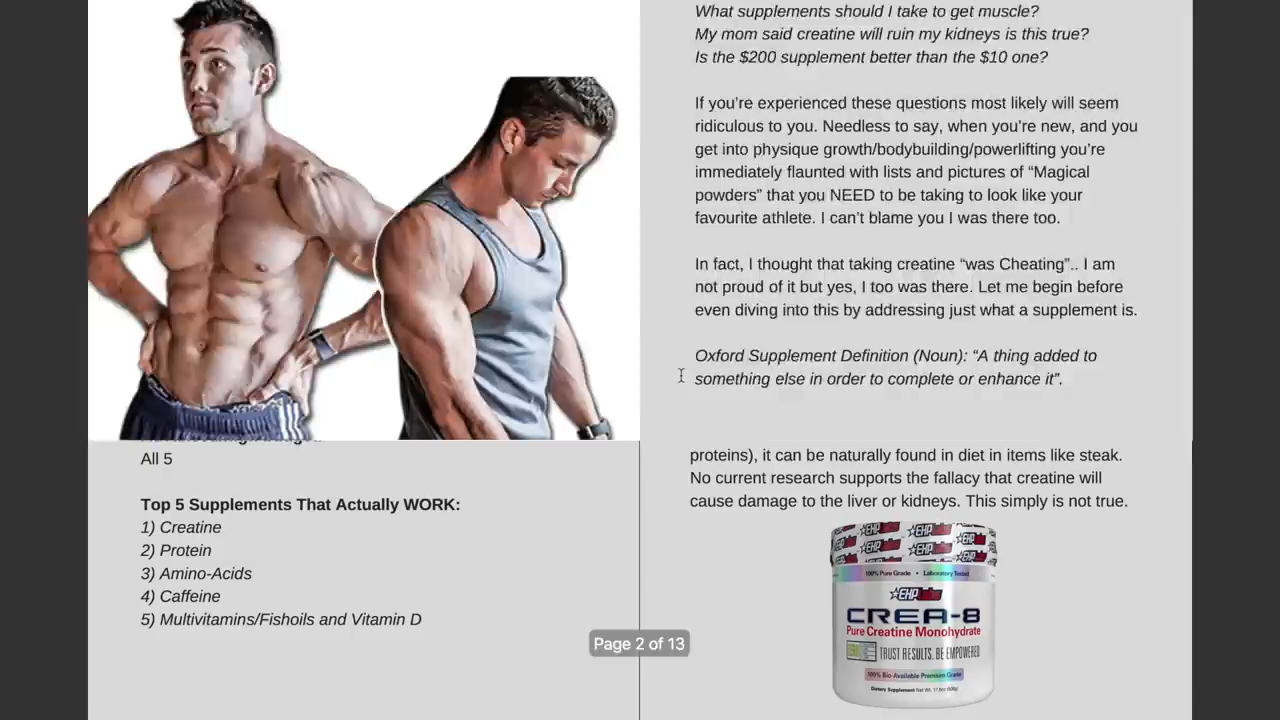 What supplements should I take to get muscle?
My mom said creatine will ruin my kidneys is this true?
Is the $200 supplement better than the $10 one?
If you're experienced these questions most likely will seem
ridiculous to you. Needless to say, when you're new, and you
get into physique growth/bodybuilding/powerlifting you're
immediately flaunted with lists and pictures of “Magical
powders” that you NEED to be taking to look like your
favourite athlete. I can't blame you I was there too.
In fact, I thought that taking creatine “was Cheating”.. I am
not proud of it but yes, I too was there. Let me begin before
even diving into this by addressing just what a supplement is.
Oxford Supplement Definition (Noun): “A thing added to
something else in order to complete or enhance it”.
All 5
Top 5 Supplements That Actually WORK:
1) Creatine
2) Protein
3) Amino-Acids
4) Caffeine
5) Multivitamins/Fishoils and Vitamin D
proteins), it can be naturally found in diet in items like steak.
No current research supports the fallacy that creatine will
cause damage to the liver or kidneys. This simply is not true.
100% Pure Grade • Laboratory Tested
EHPlabs
CREA-8
Pure Creatine Monohydrate
TRUST RESULTS. BE EMPOWERED
100% Bio-Available Premium Grade
Dietary Supplement
Page 2 of 13